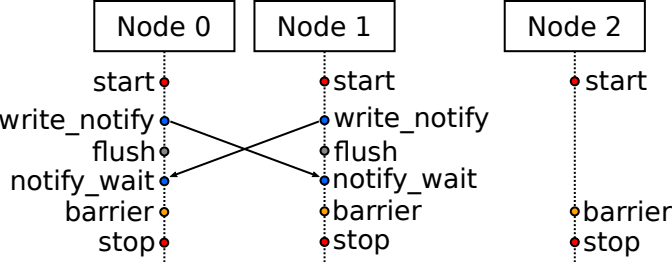 Node 0 Node 1 Node 2
start start start
write_notify write_notify
flush flush
notify_wait notify_wait
barrier barrier barrier
stop stop stop